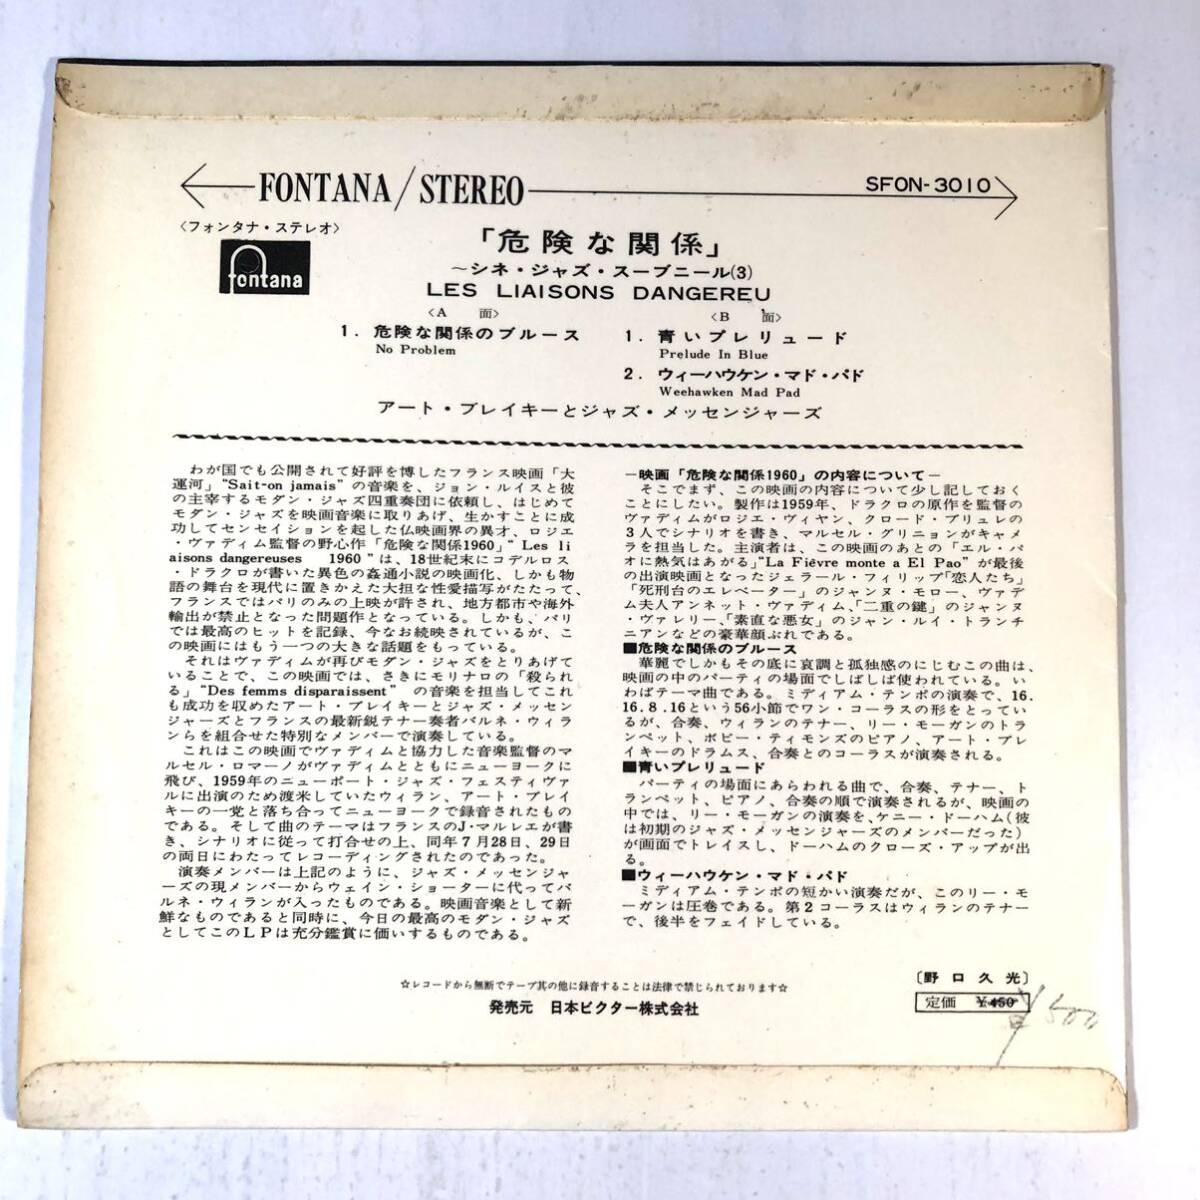 FONTANA/STEREO
SFON-3010
〈フォンタナ・ステレオ〉
fontana
「危険な関係」
～シネ・ジャズ・スーブニール(3)
LES LIAISONS DANGEREU
〈A 面〉
1. 危険な関係のブルース
No Problem
〈B 面〉
1. 青いプレリュード
Prelude In Blue
2. ウィーハウケン・マド・パド
Weehawken Mad Pad
アート・ブレイキーとジャズ・メッセンジャーズ
わが国でも公開されて好評を博したフランス映画「大
運河」"Sait-on jamais"の音楽を、ジョン・ルイスと彼
の主宰するモダン・ジャズ四重奏団に依頼し、はじめて
モダン・ジャズを映画音楽に取りあげ、生かすことに成
功してセンセイションを起した仏映画界の異才、ロジエ
・ヴァディム監督の野心作「危険な関係1960」"Les li
aisons dangereuses 1960"は、18世紀末にコデルロス
・ドラクロが書いた異色の姦通小説の映画化、しかも物
語の舞台を現代に置きかえた大担な性愛描写がたたって、
フランスではパリのみの上映が許され、地方都市や海外
輸出が禁止となった問題作となっている。しかも、パリ
では最高のヒットを記録、今なお続映されているが、こ
の映画にはもう一つの大きな話題をもっている。
それはヴァディムが再びモダン・ジャズをとりあげて
いることで、この映画では、さきにモリナロの「殺られ
る」"Des femms disparaissent" の音楽を担当してこれ
も成功を収めたアート・ブレイキーとジャズ・メッセン
ジャーズとフランスの最新鋭テナー奏者バルネ・ウィラ
ンらを組合せた特別なメンバーで演奏している。
これはこの映画でヴァディムと協力した音楽監督のマ
ルセル・ロマーノがヴァディムとともにニューヨークに
飛び、1959年のニューポート・ジャズ・フェスティヴァ
ルに出演のため渡米していたウィラン、アート・ブレイ
キーの一党と落ち合ってニューヨークで録音されたもの
である。そして曲のテーマはフランスのJ・マルレエが書
き、シナリオに従って打合せの上、同年7月28日、29日
の両日にわたってレコーディングされたのであった。
演奏メンバーは上記のように、ジャズ・メッセンジャ
ーズの現メンバーからウェイン・ショーターに代ってバ
ルネ・ウィランが入ったものである。映画音楽として新
鮮なものであると同時に、今日の最高のモダン・ジャズ
としてこのLPは充分鑑賞に価いするものである。
―映画「危険な関係1960」の内容について―
そこでまず、この映画の内容について少し記しておく
ことにしたい。製作は1959年、ドラクロの原作を監督の
ヴァディムがロジエ・ヴィヤン、クロード・ブリュレの
3人でシナリオを書き、マルセル・グリニョンがキャメ
ラを担当した。主演者は、この映画のあとの「エル・パ
オに熱気はあがる」"La Fiévre monte a El Pao"が最後
の出演映画となったジェラール・フィリップ「恋人たち」
「死刑台のエレベーター」のジャンヌ・モロー、ヴァデ
ム夫人アンネット・ヴァディム、「二重の鍵」のジャンヌ
・ヴァレリー、「素直な悪女」のジャン・ルイ・トランチ
ニアンなどの豪華顔ぶれである。
■危険な関係のブルース
華麗でしかもその底に哀調と孤独感のにじむこの曲は、
映画の中のパーティの場面でしばしば使われている。い
わばテーマ曲である。ミディアム・テンポの演奏で、16.
16.8.16という56小節でワン・コーラスの形をとってい
るが、合奏、ウィランのテナー、リー・モーガンのトラ
ンペット、ボビー・ティモンズのピアノ、アート・ブレ
イキーのドラムス、合奏とのコーラスが演奏される。
■青いプレリュード
パーティの場面にあらわれる曲で、合奏、テナー、ト
ランペット、ピアノ、合奏の順で演奏されるが、映画の
中では、リー・モーガンの演奏を、ケニー・ドーハム(彼
は初期のジャズ・メッセンジャーズのメンバーだった)
が画面でトレイスし、ドーハムのクローズ・アップが出
る。
■ウィーハウケン・マド・パド
ミディアム・テンポの短かい演奏だが、このリー・モ
ーガンは圧巻である。第2コーラスはウィランのテナー
で、後半をフェイドしている。
〔野口久光〕
☆レコードから無断でテープ其の他に録音することは法律で禁じられております☆
発売元 日本ビクター株式会社
定価 ¥450
¥500